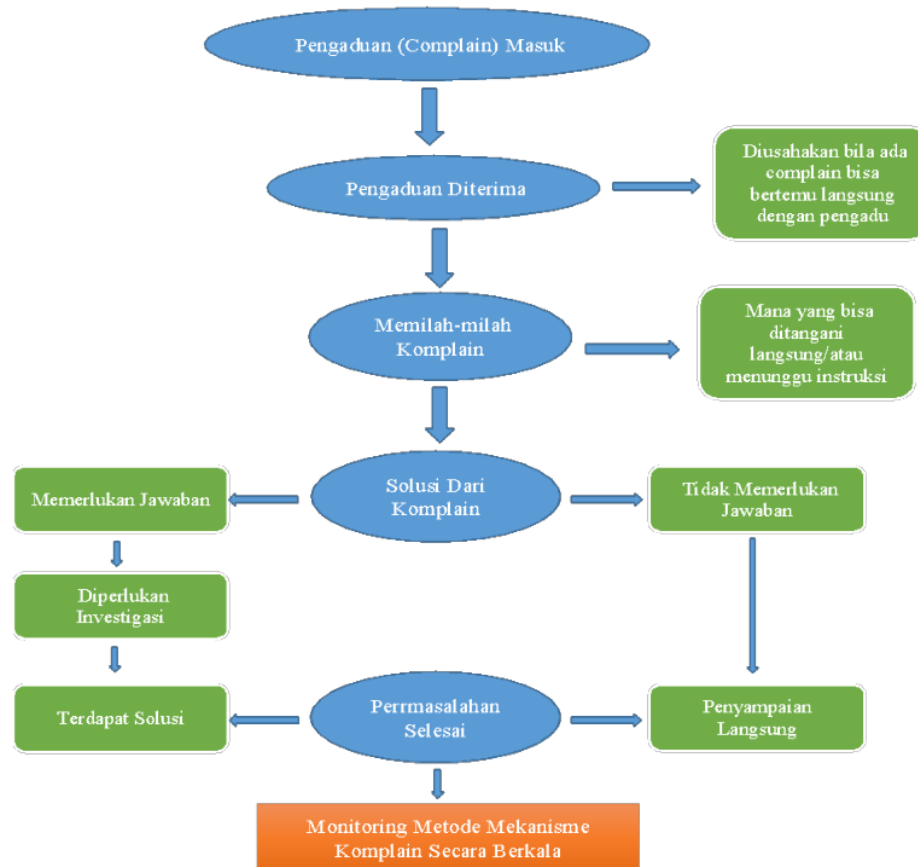 Pengaduan (Complain) Masuk
Pengaduan Diterima
Diusahakan bila ada
complain bisa
bertemu langsung
dengan pengadu
Memilah-milah
Komplain
Mana yang bisa
ditangani
langsung/atau
menunggu instruksi
Memerlukan Jawaban
Solusi Dari
Komplain
Tidak Memerlukan
Jawaban
Diperlukan
Investigasi
Terdapat Solusi
Perrmasalahan
Selesai
Penyampaian
Langsung
Monitoring Metode Mekanisme
Komplain Secara Berkala